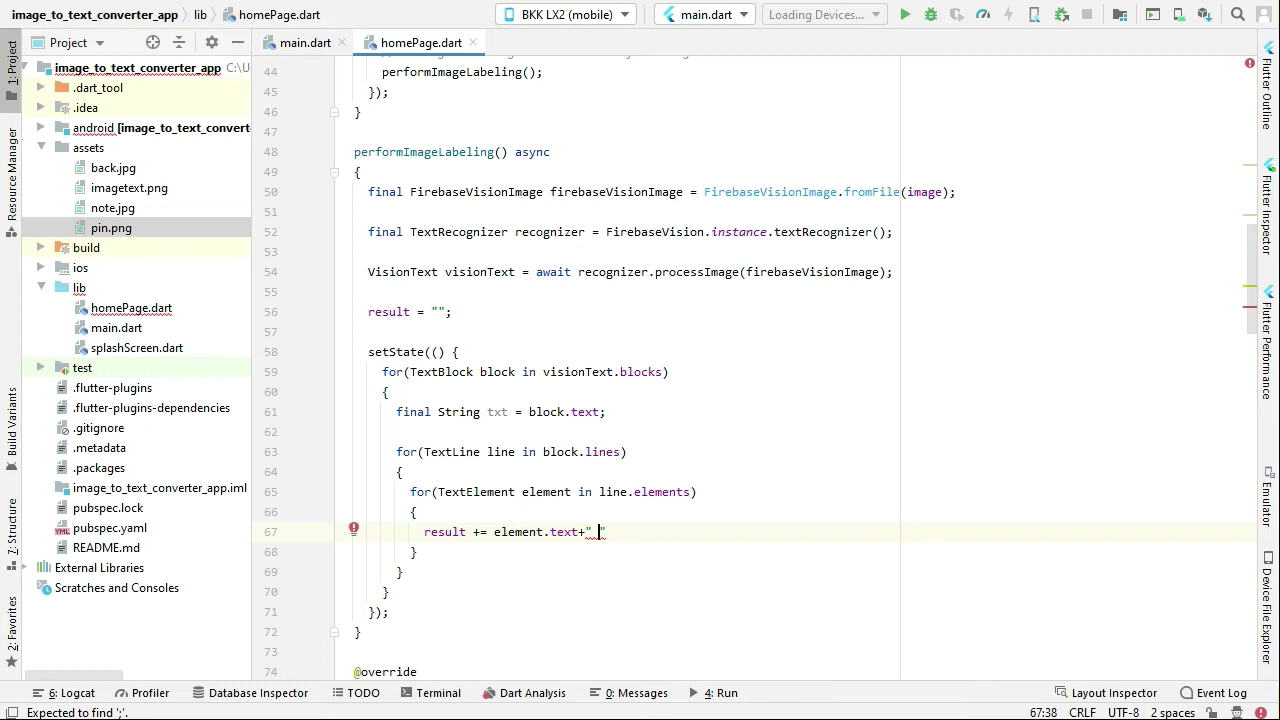 image_to_text_converter_app
lib
homePage.dart
BKK LX2 (mobile)
main.dart
Loading Devices...
Project
main.dart
homePage.dart
1: Project
Resource Manager
Build Variants
7: Structure
2: Favorites
image_to_text_converter_app C:\U
.dart_tool
.idea
android [image_to_text_convert
assets
back.jpg
imagetext.png
note.jpg
pin.png
build
ios
lib
homePage.dart
main.dart
splashScreen.dart
test
.flutter-plugins
.flutter-plugins-dependencies
.gitignore
.metadata
.packages
image_to_text_converter_app.iml
pubspec.lock
pubspec.yaml
README.md
External Libraries
Scratches and Consoles
44 performImageLabeling();
45 });
46 }
47
48 performImageLabeling() async
49 {
50 final FirebaseVisionImage firebaseVisionImage = FirebaseVisionImage.fromFile(image);
51
52 final TextRecognizer recognizer = FirebaseVision.instance.textRecognizer();
53
54 VisionText visionText = await recognizer.processImage(firebaseVisionImage);
55
56 result = "";
57
58 setState(() {
59 for(TextBlock block in visionText.blocks)
60 {
61 final String txt = block.text;
62
63 for(TextLine line in block.lines)
64 {
65 for(TextElement element in line.elements)
66 {
67 result += element.text+" "
68 }
69 }
70 }
71 });
72 }
73
74 @override
Flutter Outline
Flutter Inspector
Flutter Performance
Emulator
Device File Explorer
6: Logcat
Profiler
Database Inspector
TODO
Terminal
Dart Analysis
0: Messages
4: Run
Layout Inspector
Event Log
Expected to find ';'.
67:38
CRLF
UTF-8
2 spaces